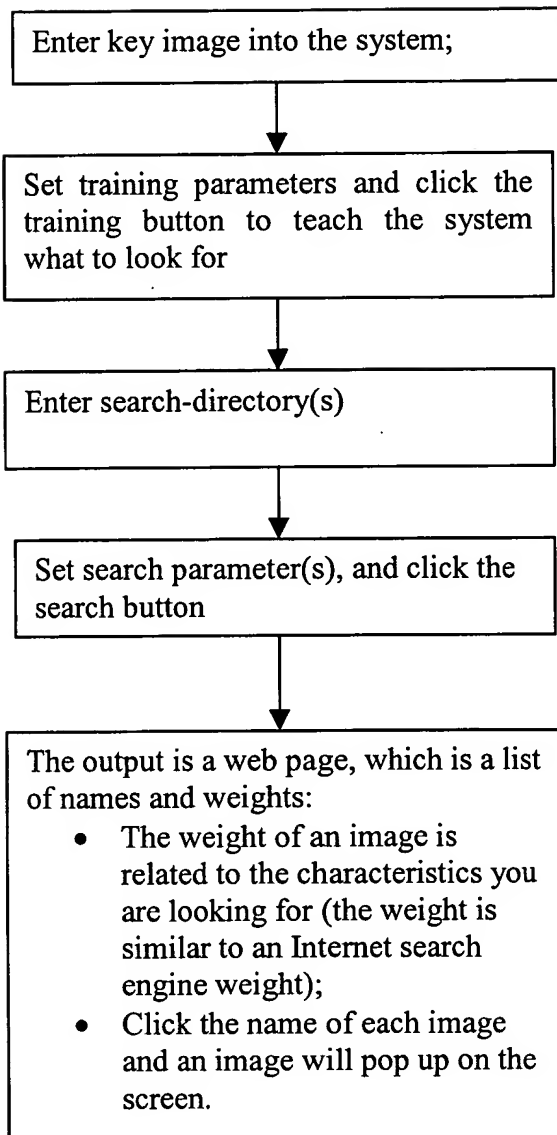 Enter key image into the system;
Set training parameters and click the
training button to teach the system
what to look for
Enter search-directory(s)
Set search parameter(s), and click the
search button
The output is a web page, which is a list
of names and weights:
• The weight of an image is
related to the characteristics you
are looking for (the weight is
similar to an Internet search
engine weight);
• Click the name of each image
and an image will pop up on the
screen.